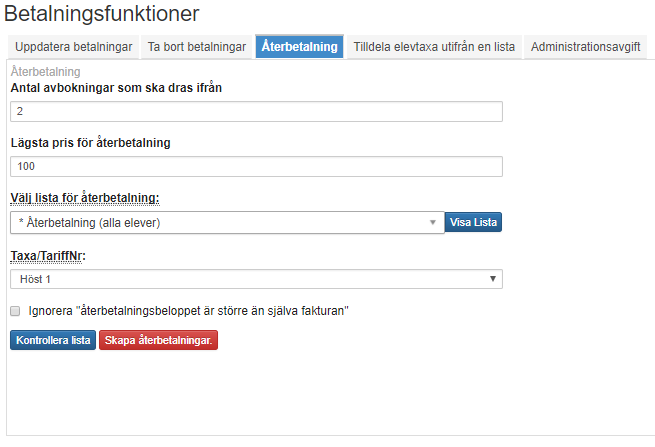 Betalningsfunktioner
Uppdatera betalningar Ta bort betalningar Återbetalning Tilldela elevtaxa utifrån en lista Administrationsavgift
Återbetalning
Antal avbokningar som ska dras ifrån
2
Lägsta pris för återbetalning
100
Välj lista för återbetalning:
* Återbetalning (alla elever) Visa Lista
Taxa/TariffNr:
Höst 1
Ignorera "återbetalningsbeloppet är större än själva fakturan"
Kontrollera lista Skapa återbetalningar.